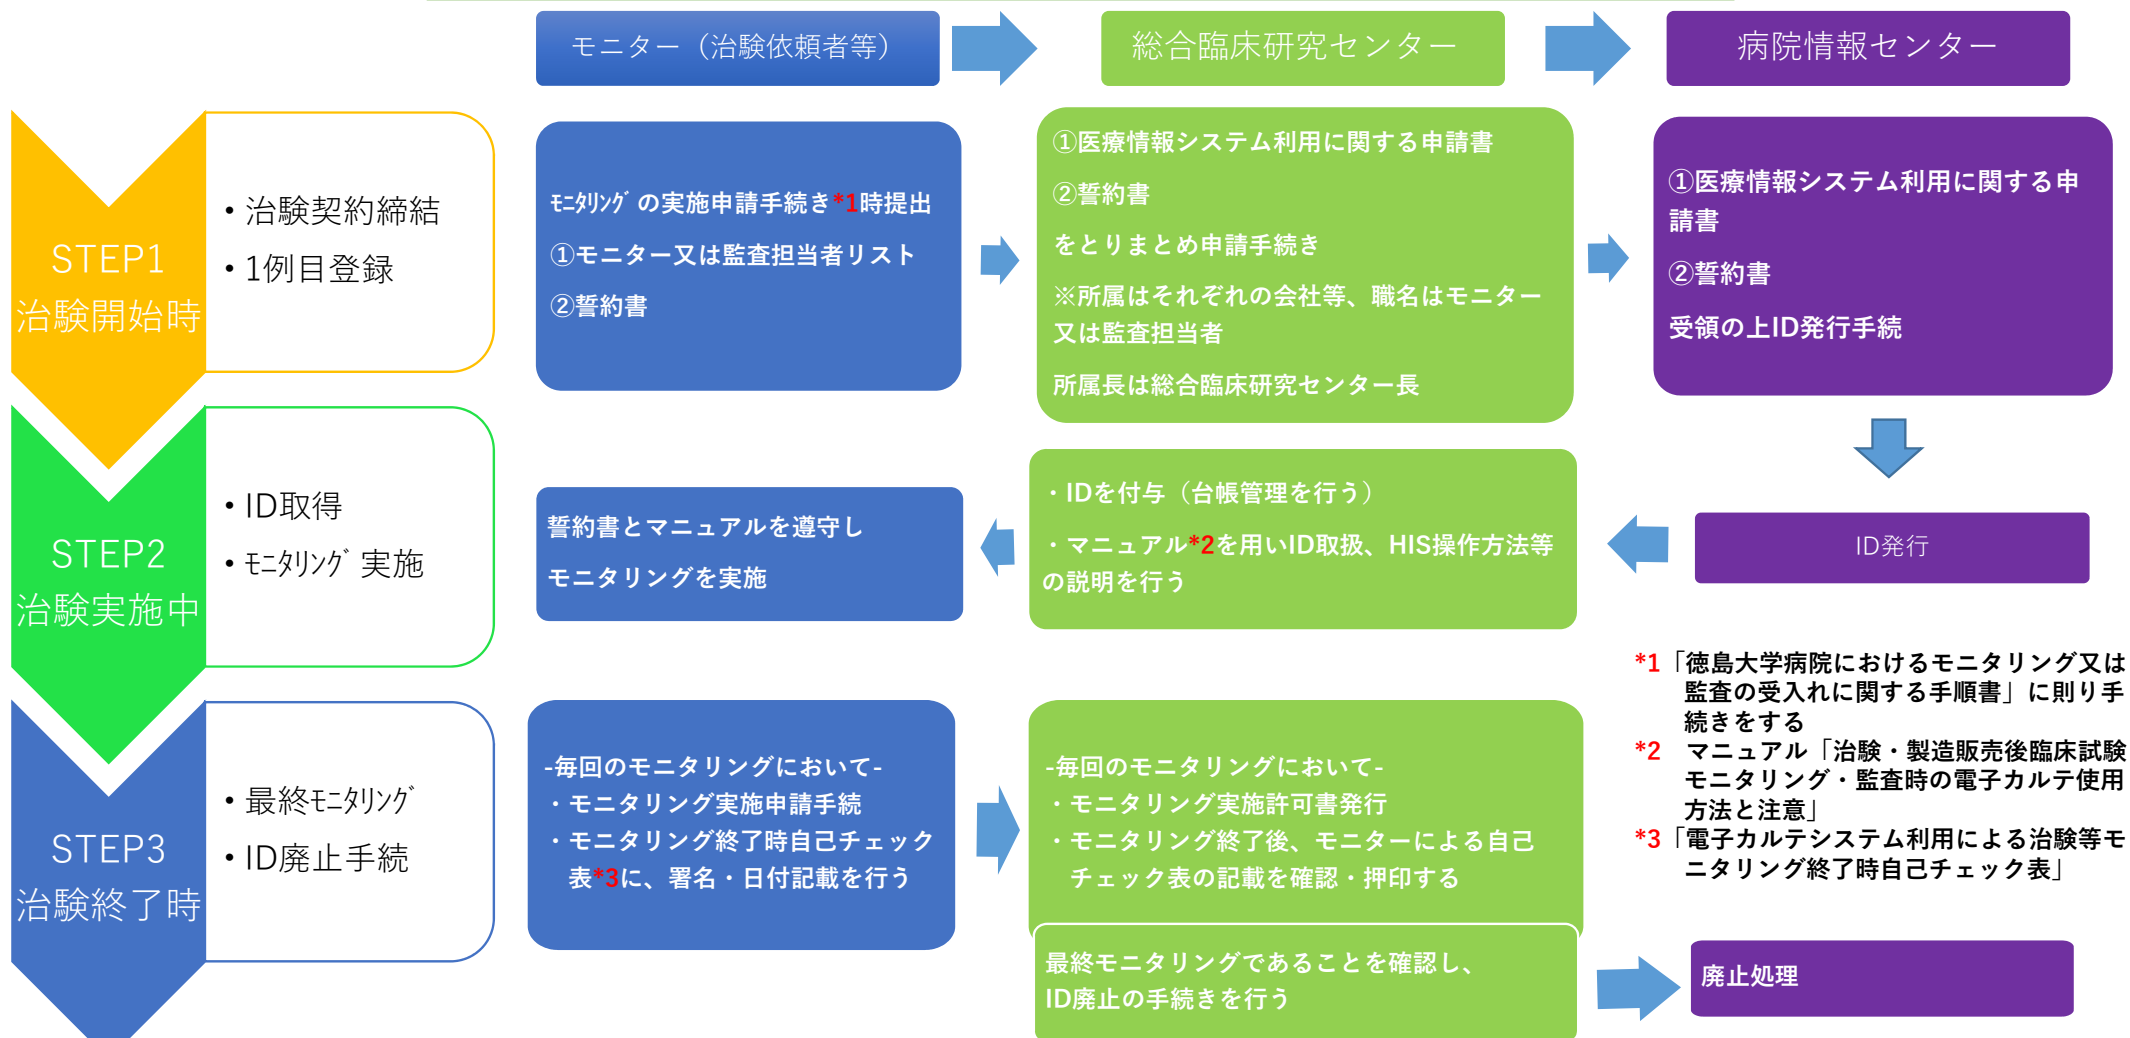 モニター（治験依頼者等）
総合臨床研究センター
病院情報センター
STEP1
治験開始時
・治験契約締結
・1例目登録
ﾓﾆﾀﾘﾝｸﾞの実施申請手続き*1時提出
①モニター又は監査担当者リスト
②誓約書
①医療情報システム利用に関する申請書
②誓約書
をとりまとめ申請手続き
※所属はそれぞれの会社等、職名はモニター
又は監査担当者
所属長は総合臨床研究センター長
①医療情報システム利用に関する申
請書
②誓約書
受領の上ID発行手続
STEP2
治験実施中
・ID取得
・ﾓﾆﾀﾘﾝｸﾞ実施
誓約書とマニュアルを遵守し
モニタリングを実施
・IDを付与（台帳管理を行う）
・マニュアル*2を用いID取扱、HIS操作方法等
の説明を行う
ID発行
STEP3
治験終了時
・最終ﾓﾆﾀﾘﾝｸﾞ
・ID廃止手続
-毎回のモニタリングにおいて-
・モニタリング実施申請手続
・モニタリング終了時自己チェック
表*3に、署名・日付記載を行う
-毎回のモニタリングにおいて-
・モニタリング実施許可書発行
・モニタリング終了後、モニターによる自己
チェック表の記載を確認・押印する
最終モニタリングであることを確認し、
ID廃止の手続きを行う
廃止処理
*1「徳島大学病院におけるモニタリング又は
監査の受入れに関する手順書」に則り手
続きをする
*2　マニュアル「治験・製造販売後臨床試験
モニタリング・監査時の電子カルテ使用
方法と注意」
*3「電子カルテシステム利用による治験等モ
ニタリング終了時自己チェック表」